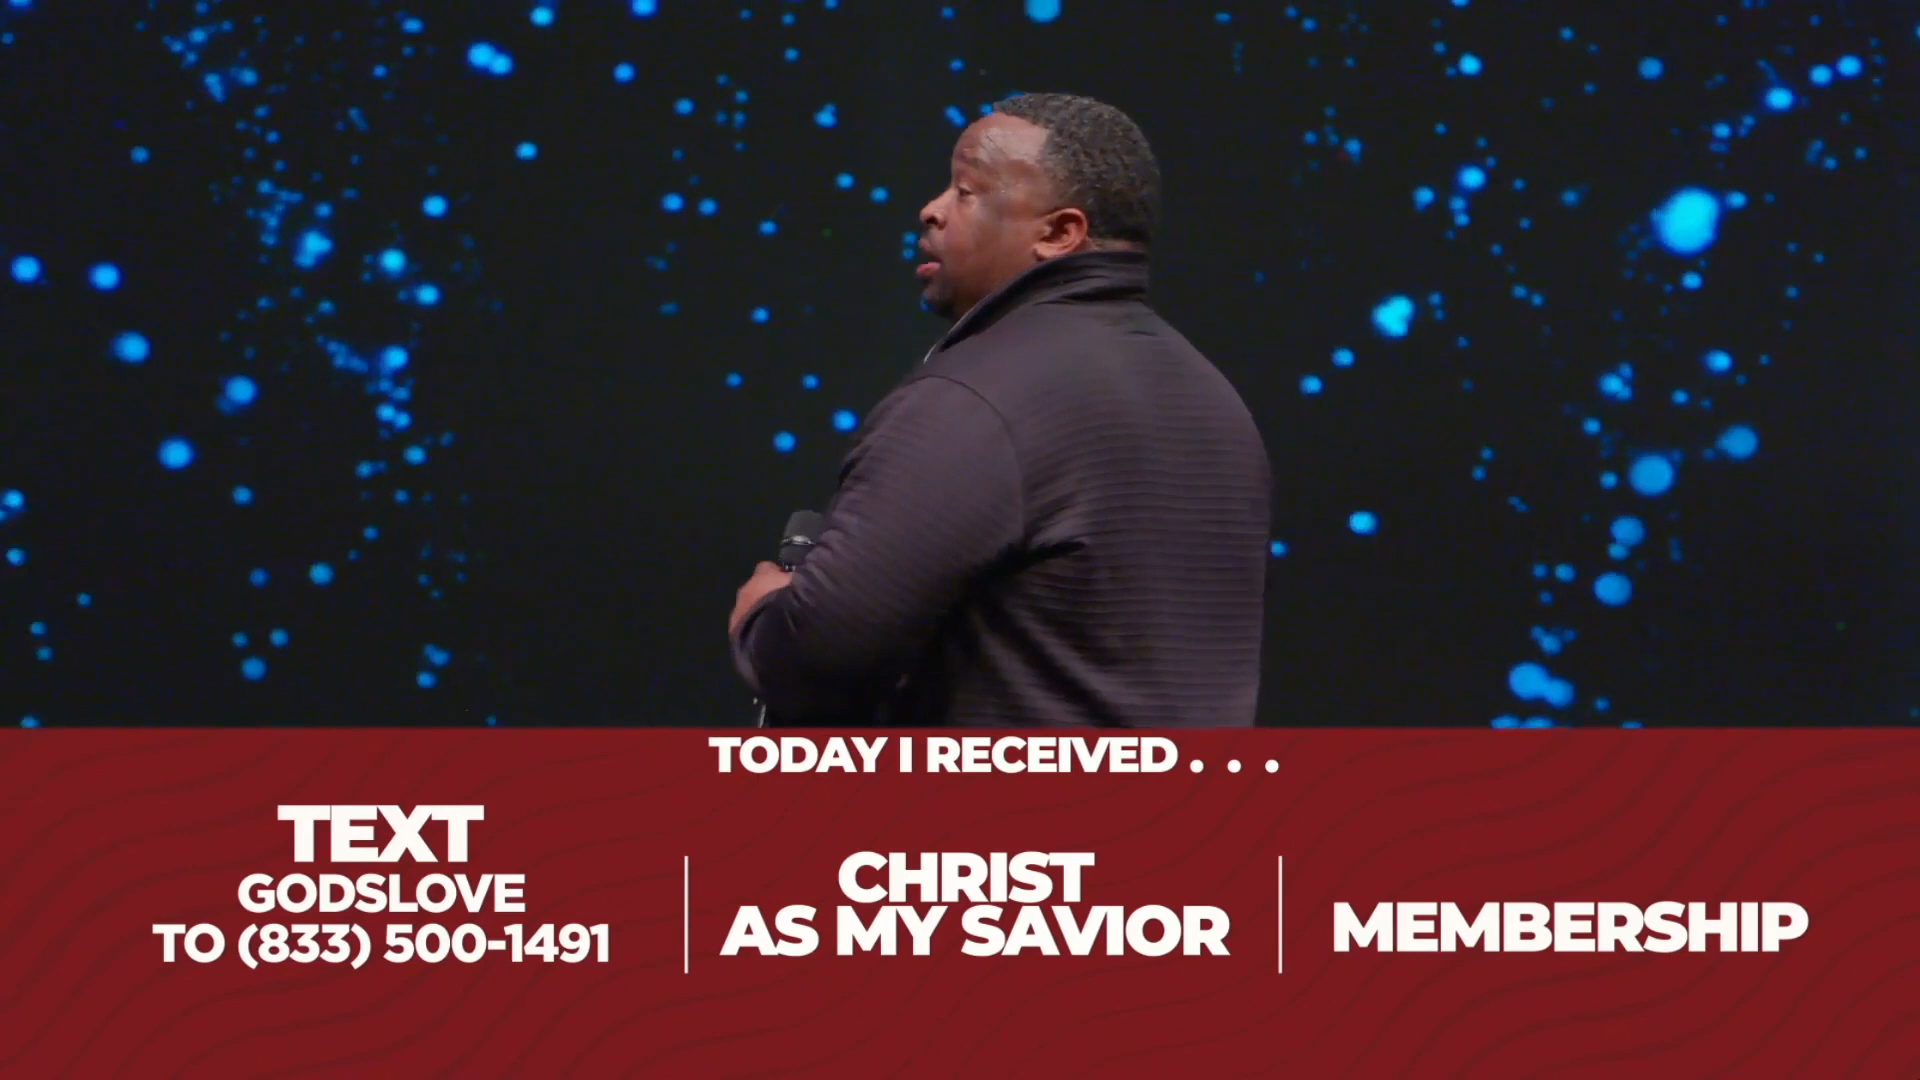 TODAY I RECEIVED . . .
TEXT
GODSLOVE
TO (833) 500-1491
CHRIST
AS MY SAVIOR
MEMBERSHIP